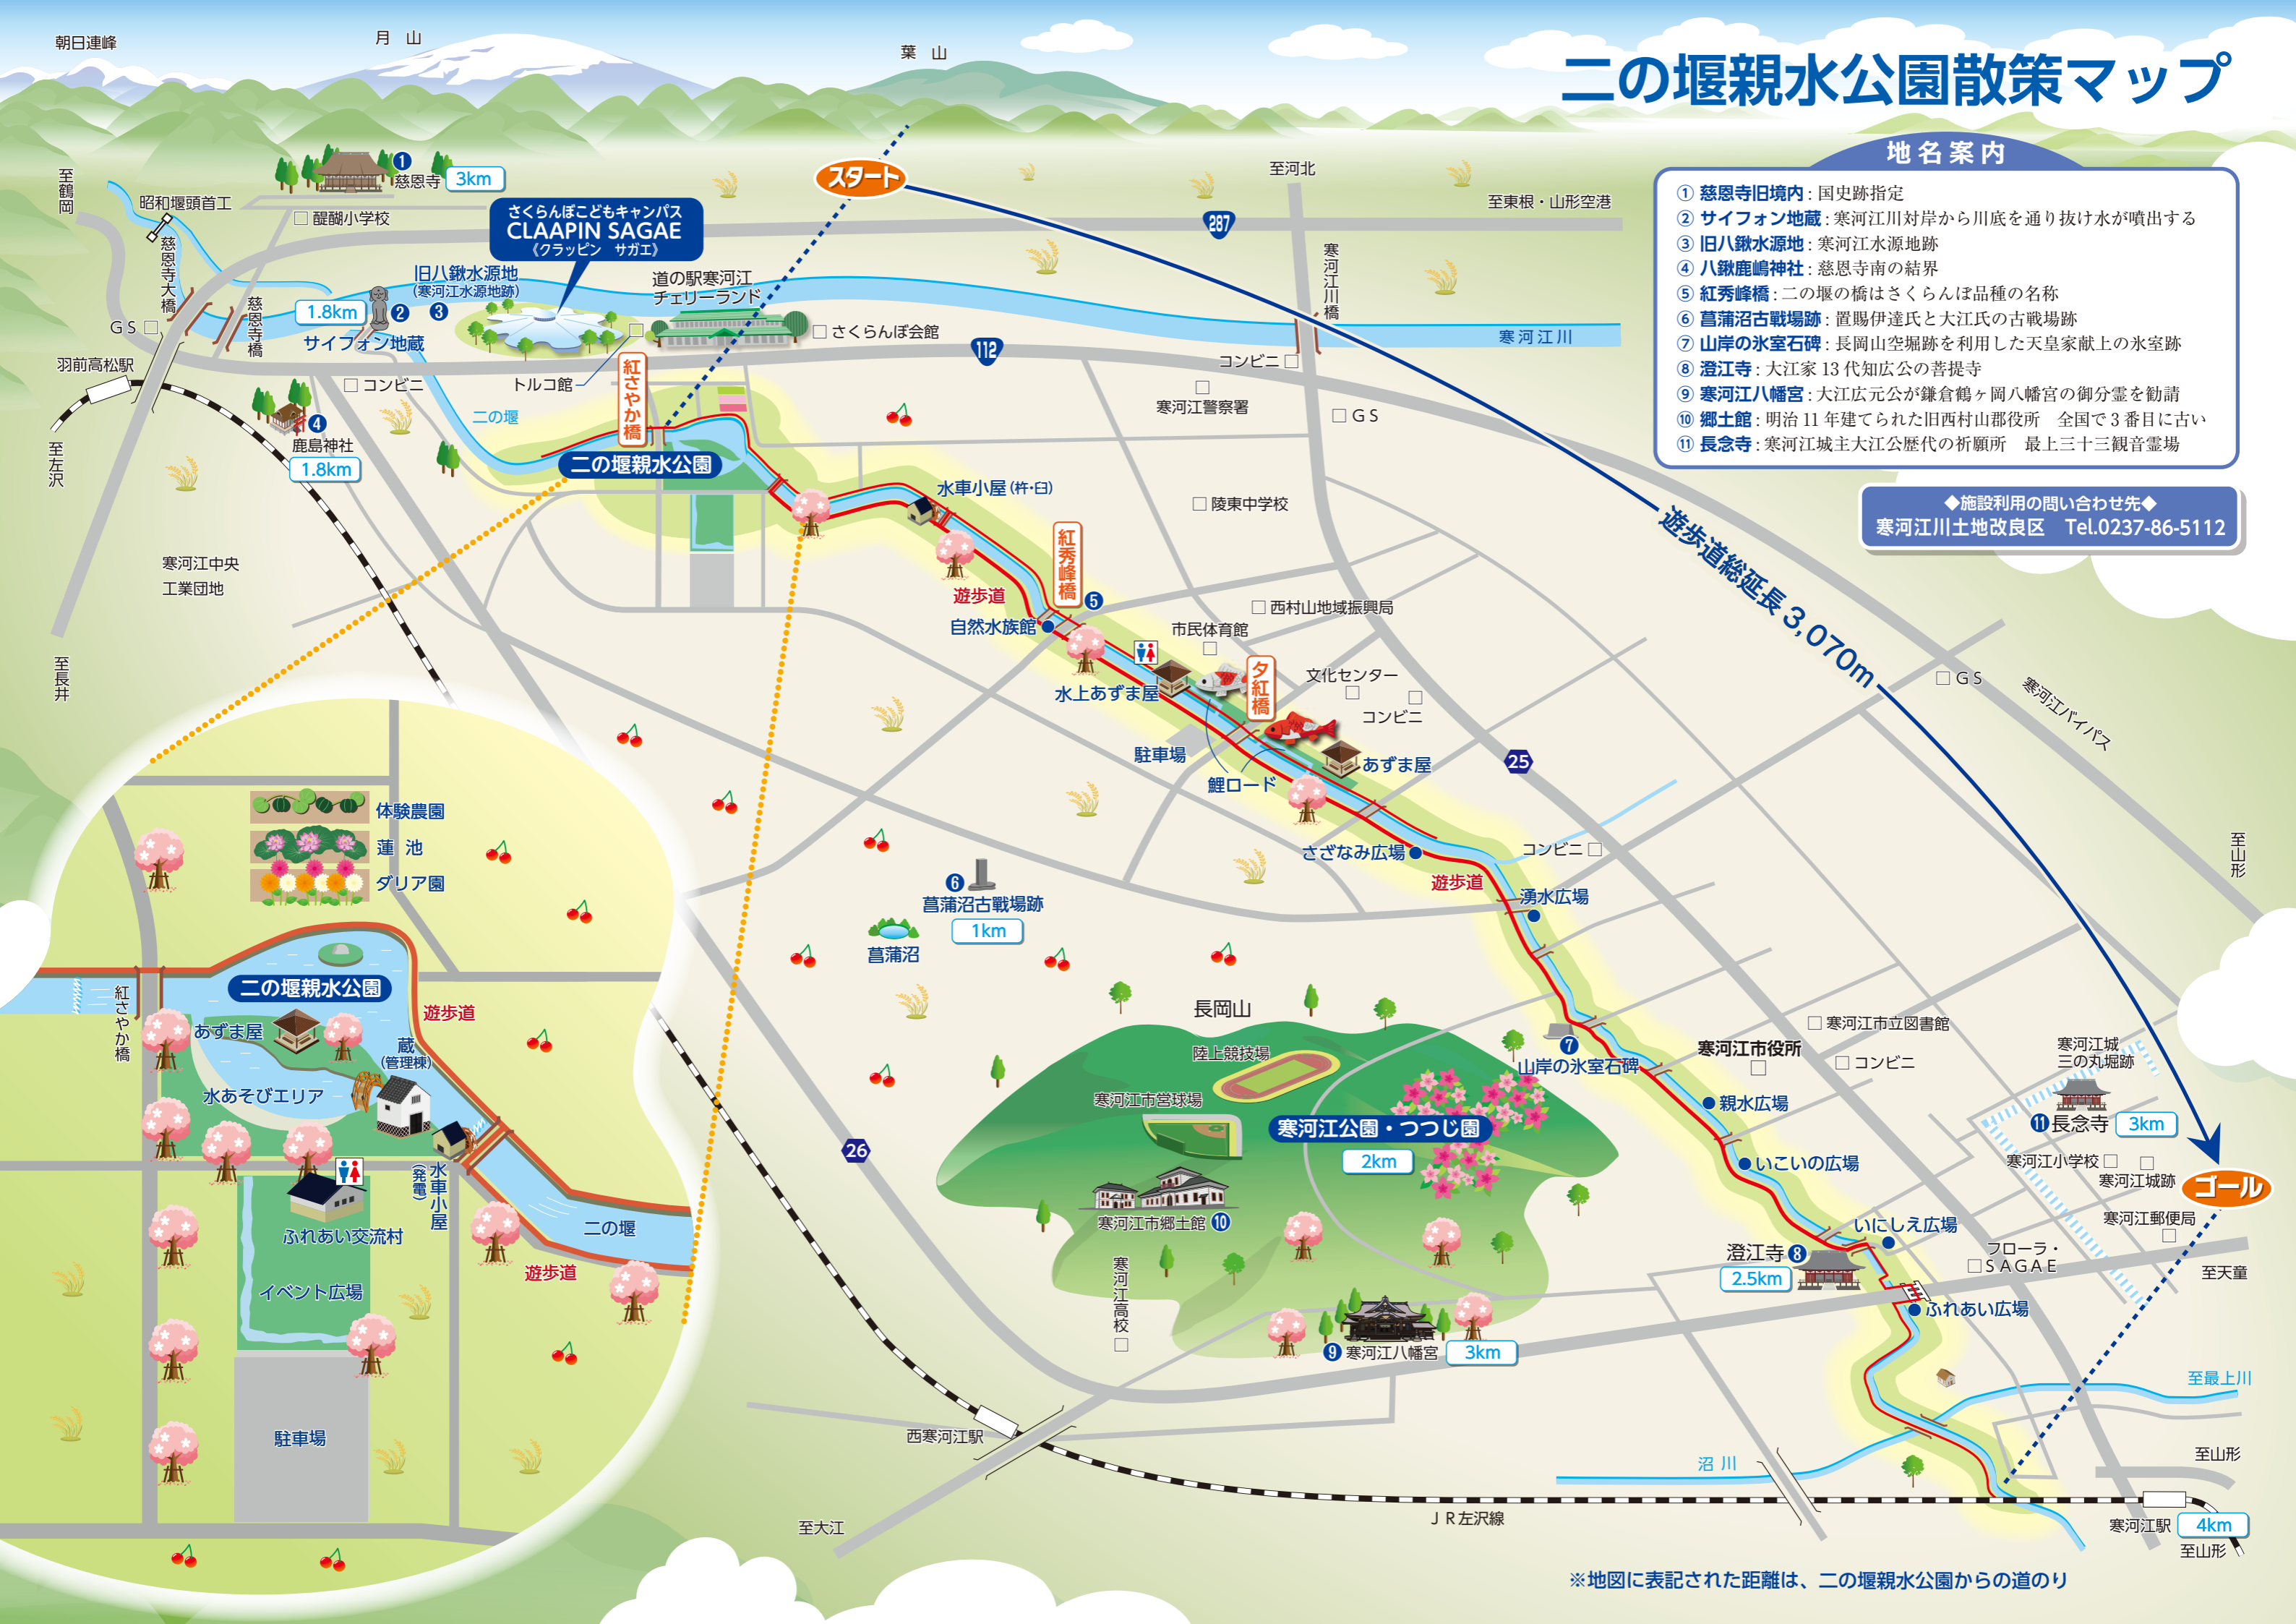 二の堰親水公園散策マップ
朝日連峰
月 山
葉 山
地名案内
① 慈恩寺旧境内 : 国史跡指定
② サイフォン地蔵 : 寒河江川対岸から川底を通り抜け水が噴出する
③ 旧八鍬水源地 : 寒河江水源地跡
④ 八鍬鹿嶋神社 : 慈恩寺南の結界
⑤ 紅秀峰橋 : 二の堰の橋はさくらんぼ品種の名称
⑥ 菖蒲沼古戦場跡 : 置賜伊達氏と大江氏の古戦場跡
⑦ 山岸の氷室石碑 : 長岡山空堀跡を利用した天皇家献上の氷室跡
⑧ 澄江寺 : 大江家 13 代知広公の菩提寺
⑨ 寒河江八幡宮 : 大江広元公が鎌倉鶴ヶ岡八幡宮の御分霊を勧請
⑩ 郷土館 : 明治 11 年建てられた旧西村山郡役所　全国で 3 番目に古い
⑪ 長念寺 : 寒河江城主大江公歴代の祈願所　最上三十三観音霊場
◆施設利用の問い合わせ先◆
寒河江川土地改良区　Tel.0237-86-5112
スタート
遊歩道総延長 3,070m
ゴール
至鶴岡
昭和堰頭首工
❶
慈恩寺
3km
醍醐小学校
慈恩寺大橋
慈恩寺橋
GS
羽前高松駅
至左沢
至長井
さくらんぼこどもキャンパス
CLAAPIN SAGAE
《クラッピン　サガエ》
旧八鍬水源地
(寒河江水源地跡)
1.8km
❷
❸
サイフォン地蔵
道の駅寒河江
チェリーランド
さくらんぼ会館
トルコ館
コンビニ
二の堰
❹
鹿島神社
1.8km
寒河江中央
工業団地
紅さやか橋
二の堰親水公園
287
112
至河北
至東根・山形空港
寒河江川橋
寒河江川
コンビニ
寒河江警察署
GS
陵東中学校
水車小屋(杵・臼)
紅秀峰橋
❺
遊歩道
自然水族館
西村山地域振興局
市民体育館
水上あずま屋
夕紅橋
文化センター
コンビニ
駐車場
鯉ロード
あずま屋
25
GS
寒河江バイパス
至山形
さざなみ広場
遊歩道
コンビニ
湧水広場
❻
菖蒲沼古戦場跡
1km
菖蒲沼
長岡山
陸上競技場
寒河江市営球場
寒河江公園・つつじ園
2km
寒河江市郷土館
❿
寒河江高校
❾
寒河江八幡宮
3km
26
❼
山岸の氷室石碑
寒河江市役所
寒河江市立図書館
コンビニ
親水広場
いこいの広場
いにしえ広場
澄江寺
❽
2.5km
ふれあい広場
フローラ・
SAGAE
寒河江城
三の丸堀跡
⓫
長念寺
3km
寒河江小学校
寒河江城跡
寒河江郵便局
至天童
至最上川
至山形
沼川
西寒河江駅
至大江
JR左沢線
寒河江駅
4km
至山形
体験農園
蓮 池
ダリア園
二の堰親水公園
紅さやか橋
あずま屋
蔵
(管理棟)
遊歩道
水あそびエリア
水車小屋
(発電)
ふれあい交流村
二の堰
遊歩道
イベント広場
駐車場
※地図に表記された距離は、二の堰親水公園からの道のり